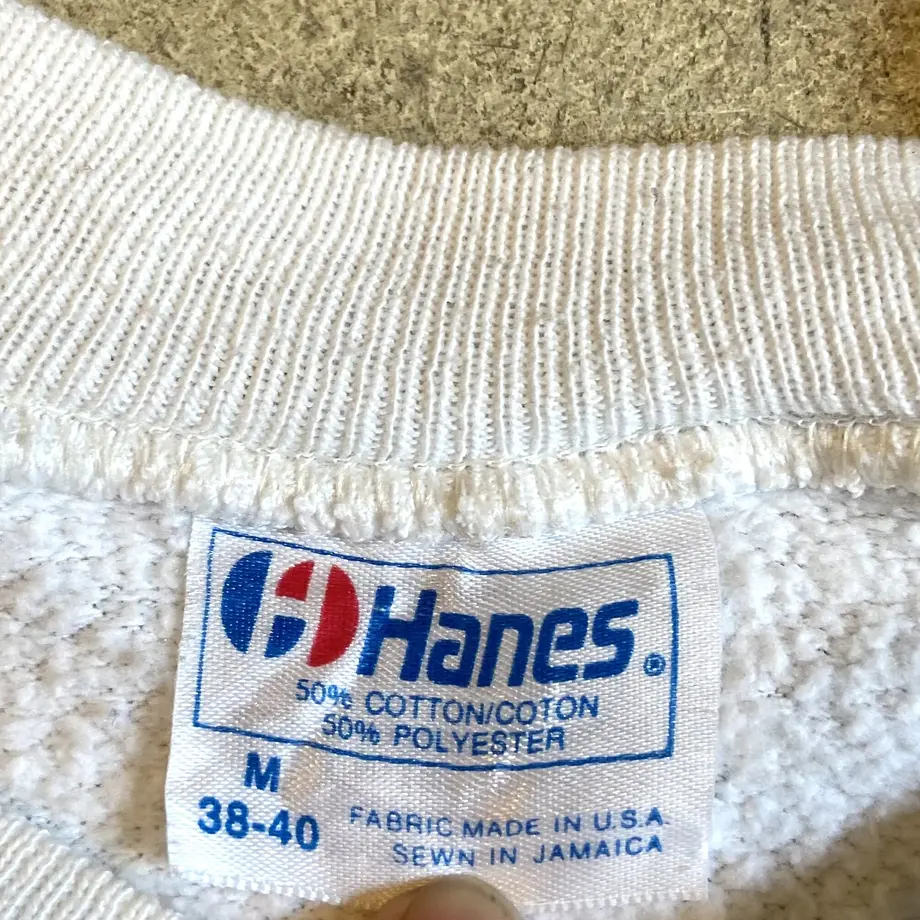 Hanes®
50% COTTON/COTON
50% POLYESTER
M
38-40
FABRIC MADE IN U.S.A.
SEWN IN JAMAICA